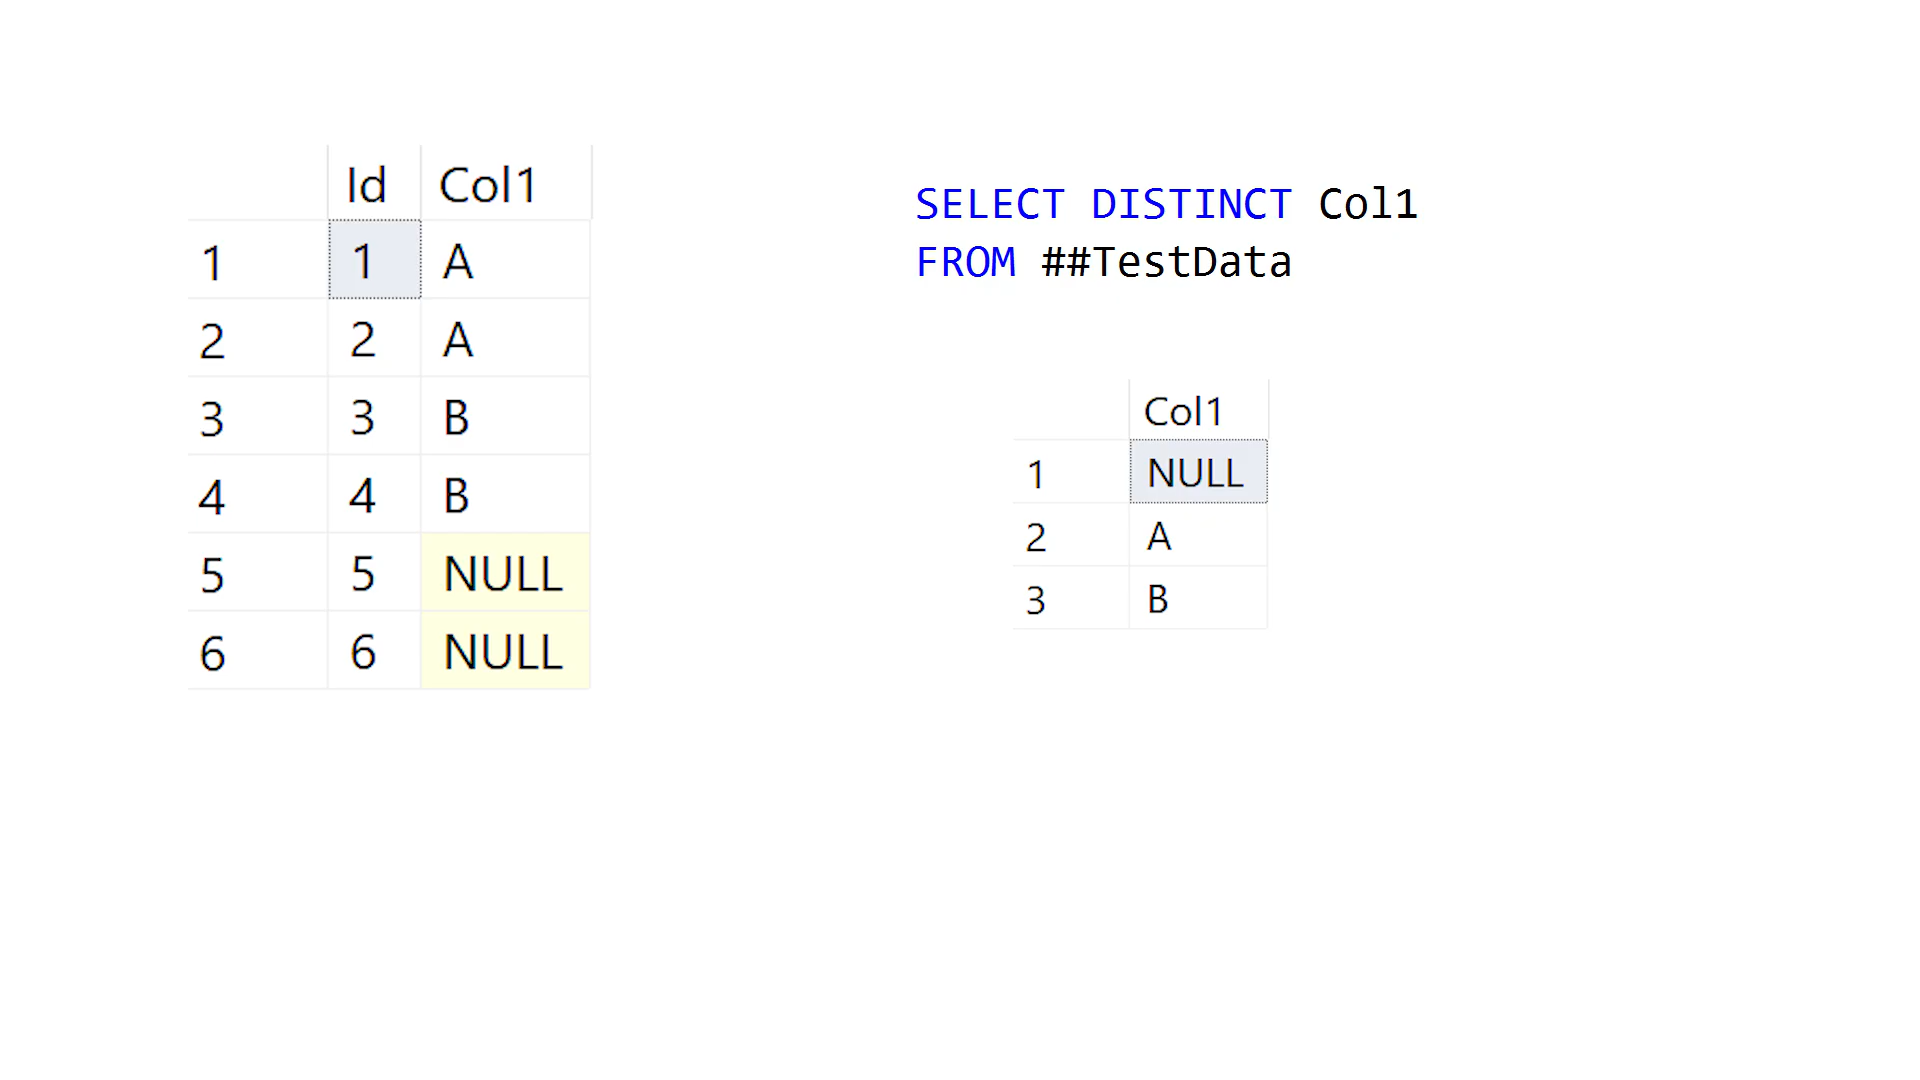 Id Col1
1 1 A
2 2 A
3 3 B
4 4 B
5 5 NULL
6 6 NULL
SELECT DISTINCT Col1
FROM ##TestData
Col1
1 NULL
2 A
3 B